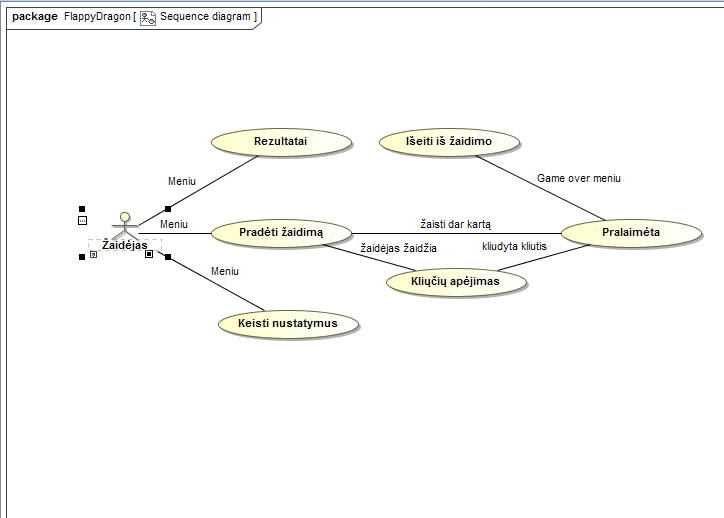 package FlappyDragon [ Sequence diagram ]
Rezultatai
Išeiti iš žaidimo
Meniu
Game over meniu
Meniu
Pradėti žaidimą
žaisti dar kartą
Pralaimėta
Žaidėjas
žaidėjas žaidžia
kliudyta kliutis
Meniu
Kliųčių apėjimas
Keisti nustatymus